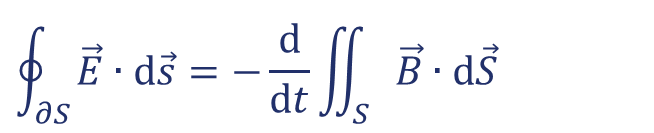 ∮_∂S E⃗ · ds⃗ = − d/dt ∬_S B⃗ · dS⃗